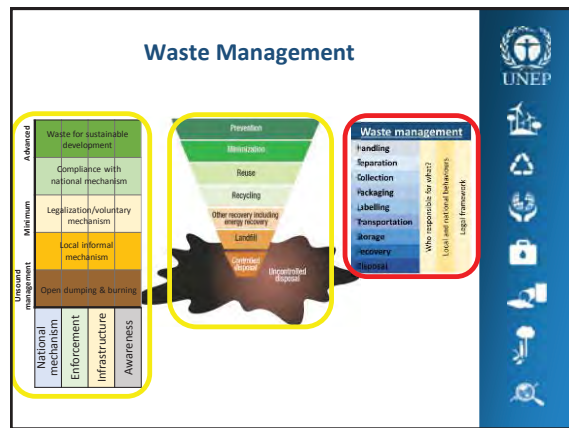 Waste Management
UNEP
Advanced
Minimum
Unsound
management
Waste for sustainable
development
Compliance with
national mechanism
Legalization/voluntary
mechanism
Local informal
mechanism
Open dumping & burning
National
mechanism
Enforcement
Infrastructure
Awareness
Prevention
Minimization
Reuse
Recycling
Other recovery including
energy recovery
Landfill
Controlled
disposal
Uncontrolled
disposal
Waste management
Handling
Separation
Collection
Packaging
Labelling
Transportation
Storage
Recovery
Disposal
Who responsible for what?
Local and national behaviours
Legal framework